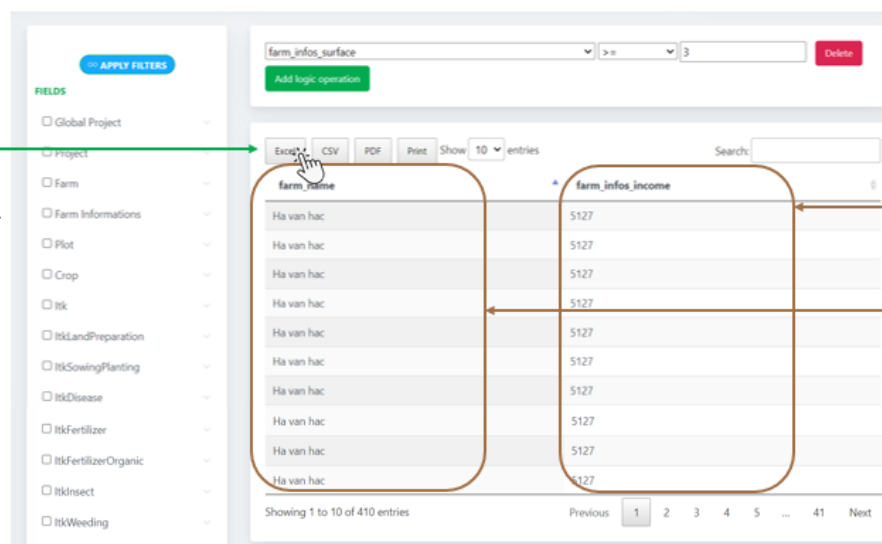 farm_infos_surface >= 3 Delete
APPLY FILTERS
Add logic operation
FIELDS
Global Project
Project
Farm
Farm Informations
Plot
Crop
Itk
ItkLandPreparation
ItkSowingPlanting
ItkDisease
ItkFertilizer
ItkFertilizerOrganic
ItkInsect
ItkWeeding
Excel CSV PDF Print Show 10 entries Search:
farm_name farm_infos_income
Ha van hac 5127
Ha van hac 5127
Ha van hac 5127
Ha van hac 5127
Ha van hac 5127
Ha van hac 5127
Ha van hac 5127
Ha van hac 5127
Ha van hac 5127
Ha van hac 5127
Showing 1 to 10 of 410 entries Previous 1 2 3 4 5 ... 41 Next